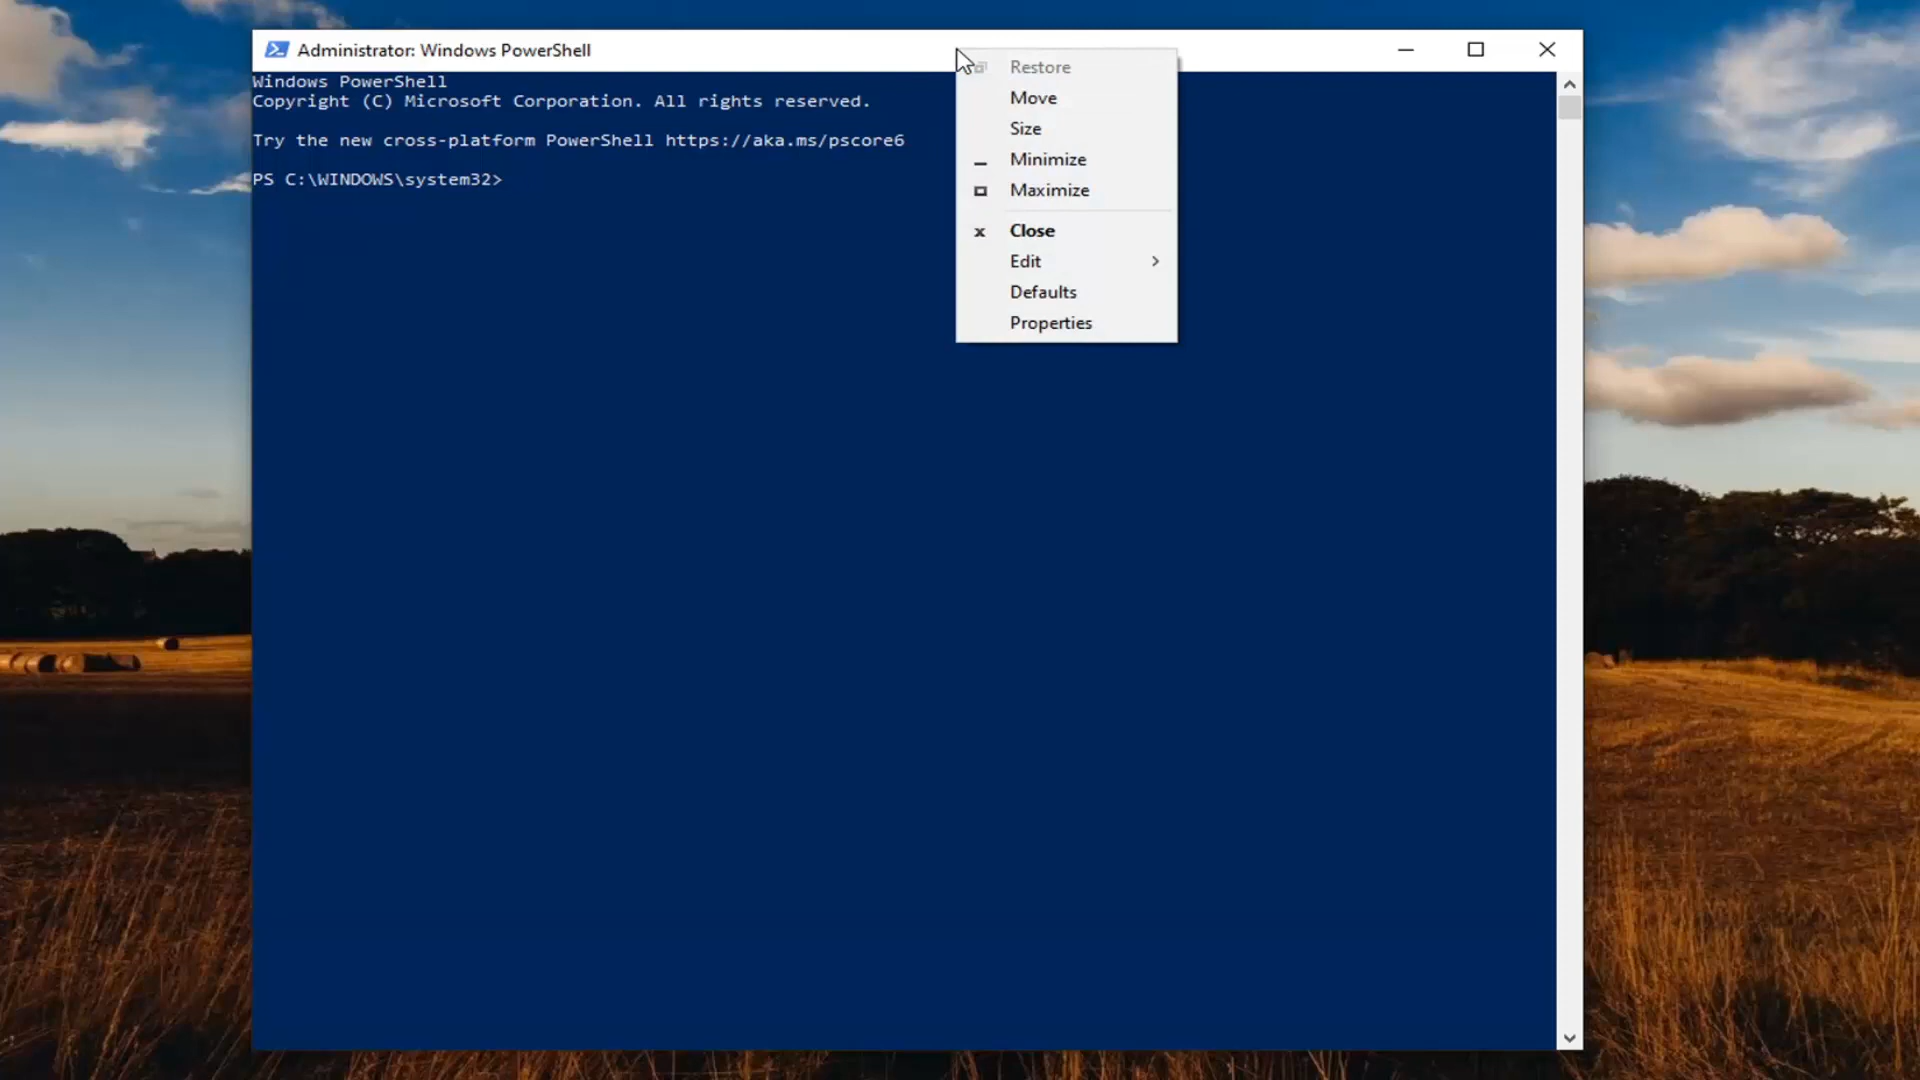 Administrator: Windows PowerShell
Windows PowerShell
Copyright (C) Microsoft Corporation. All rights reserved.
Try the new cross-platform PowerShell https://aka.ms/pscore6
PS C:\WINDOWS\system32>
Restore
Move
Size
Minimize
Maximize
Close
Edit
Defaults
Properties